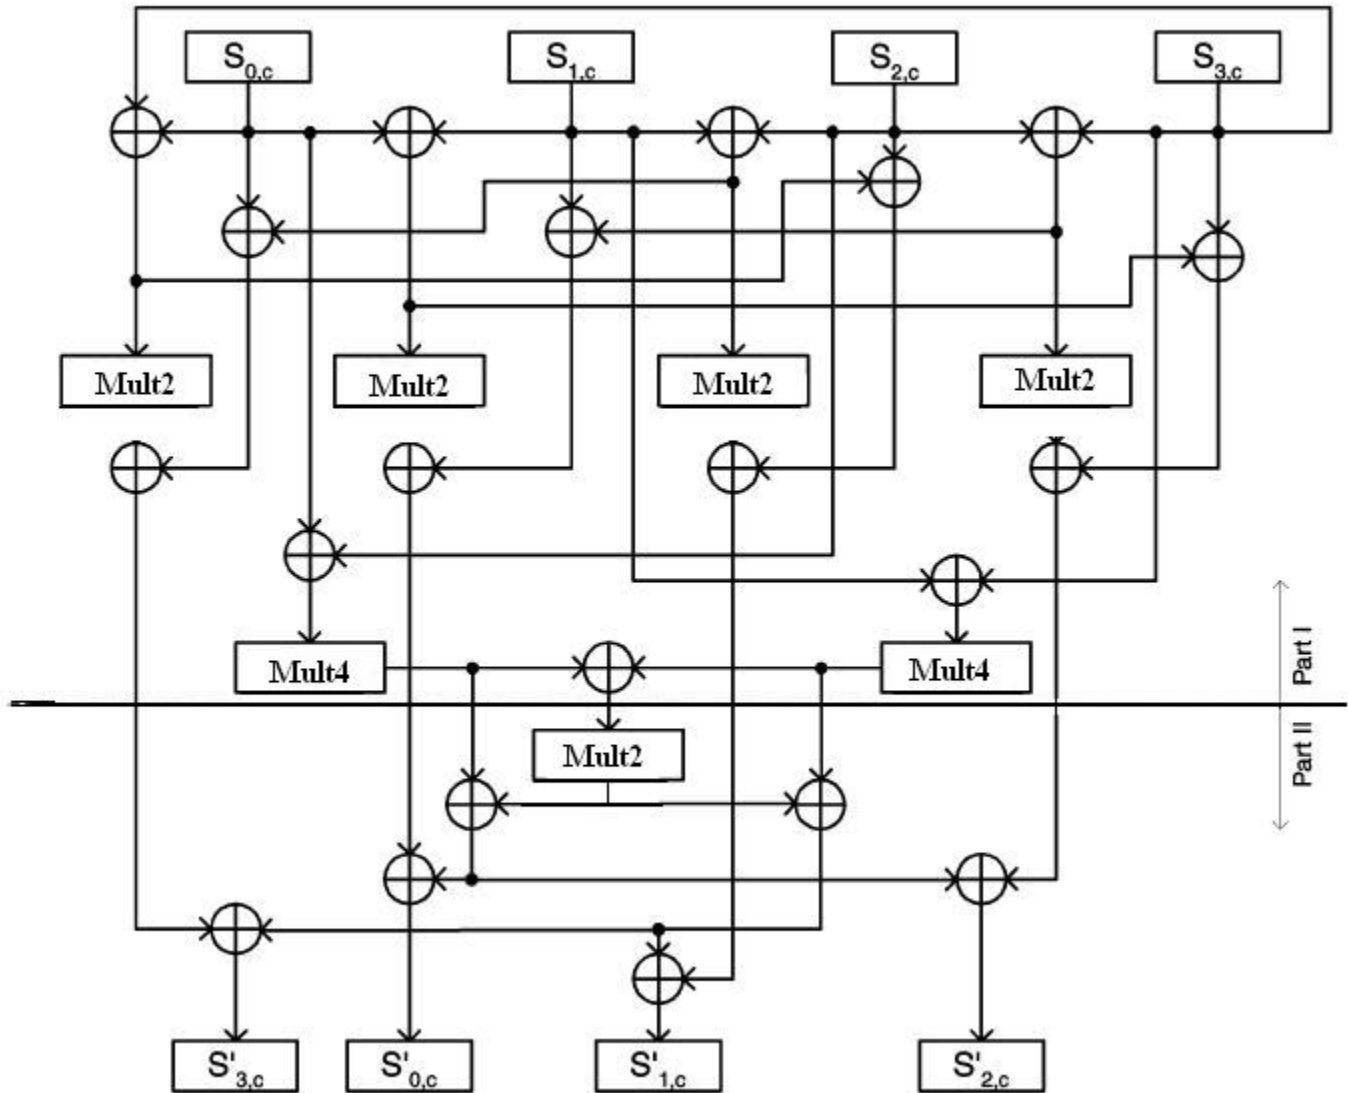 S0,c
S1,c
S2,c
S3,c
Mult2
Mult2
Mult2
Mult2
Mult4
Mult4
Part I
Mult2
Part II
S'3,c
S'0,c
S'1,c
S'2,c